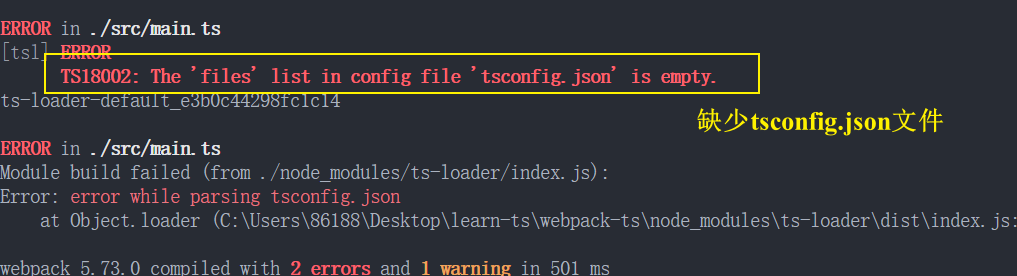 ERROR in ./src/main.ts
[tsl] ERROR
TS18002: The 'files' list in config file 'tsconfig.json' is empty.
ts-loader-default_e3b0c44298fc1c14
缺少tsconfig.json文件
ERROR in ./src/main.ts
Module build failed (from ./node_modules/ts-loader/index.js):
Error: error while parsing tsconfig.json
at Object.loader (C:\Users\86188\Desktop\learn-ts\webpack-ts\node_modules\ts-loader\dist\index.js:
webpack 5.73.0 compiled with 2 errors and 1 warning in 501 ms